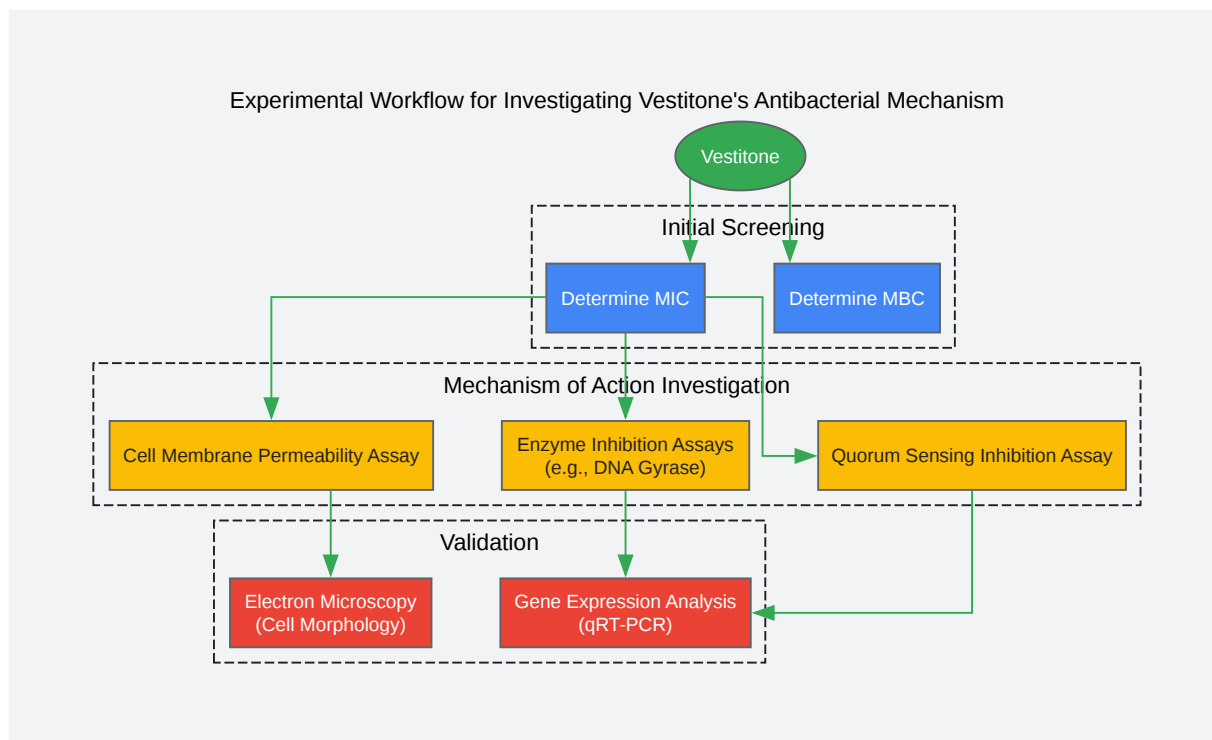 Experimental Workflow for Investigating Vestitone's Antibacterial Mechanism
Vestitone
Initial Screening
Determine MIC
Determine MBC
Mechanism of Action Investigation
Cell Membrane Permeability Assay
Enzyme Inhibition Assays
(e.g., DNA Gyrase)
Quorum Sensing Inhibition Assay
Validation
Electron Microscopy
(Cell Morphology)
Gene Expression Analysis
(qRT-PCR)